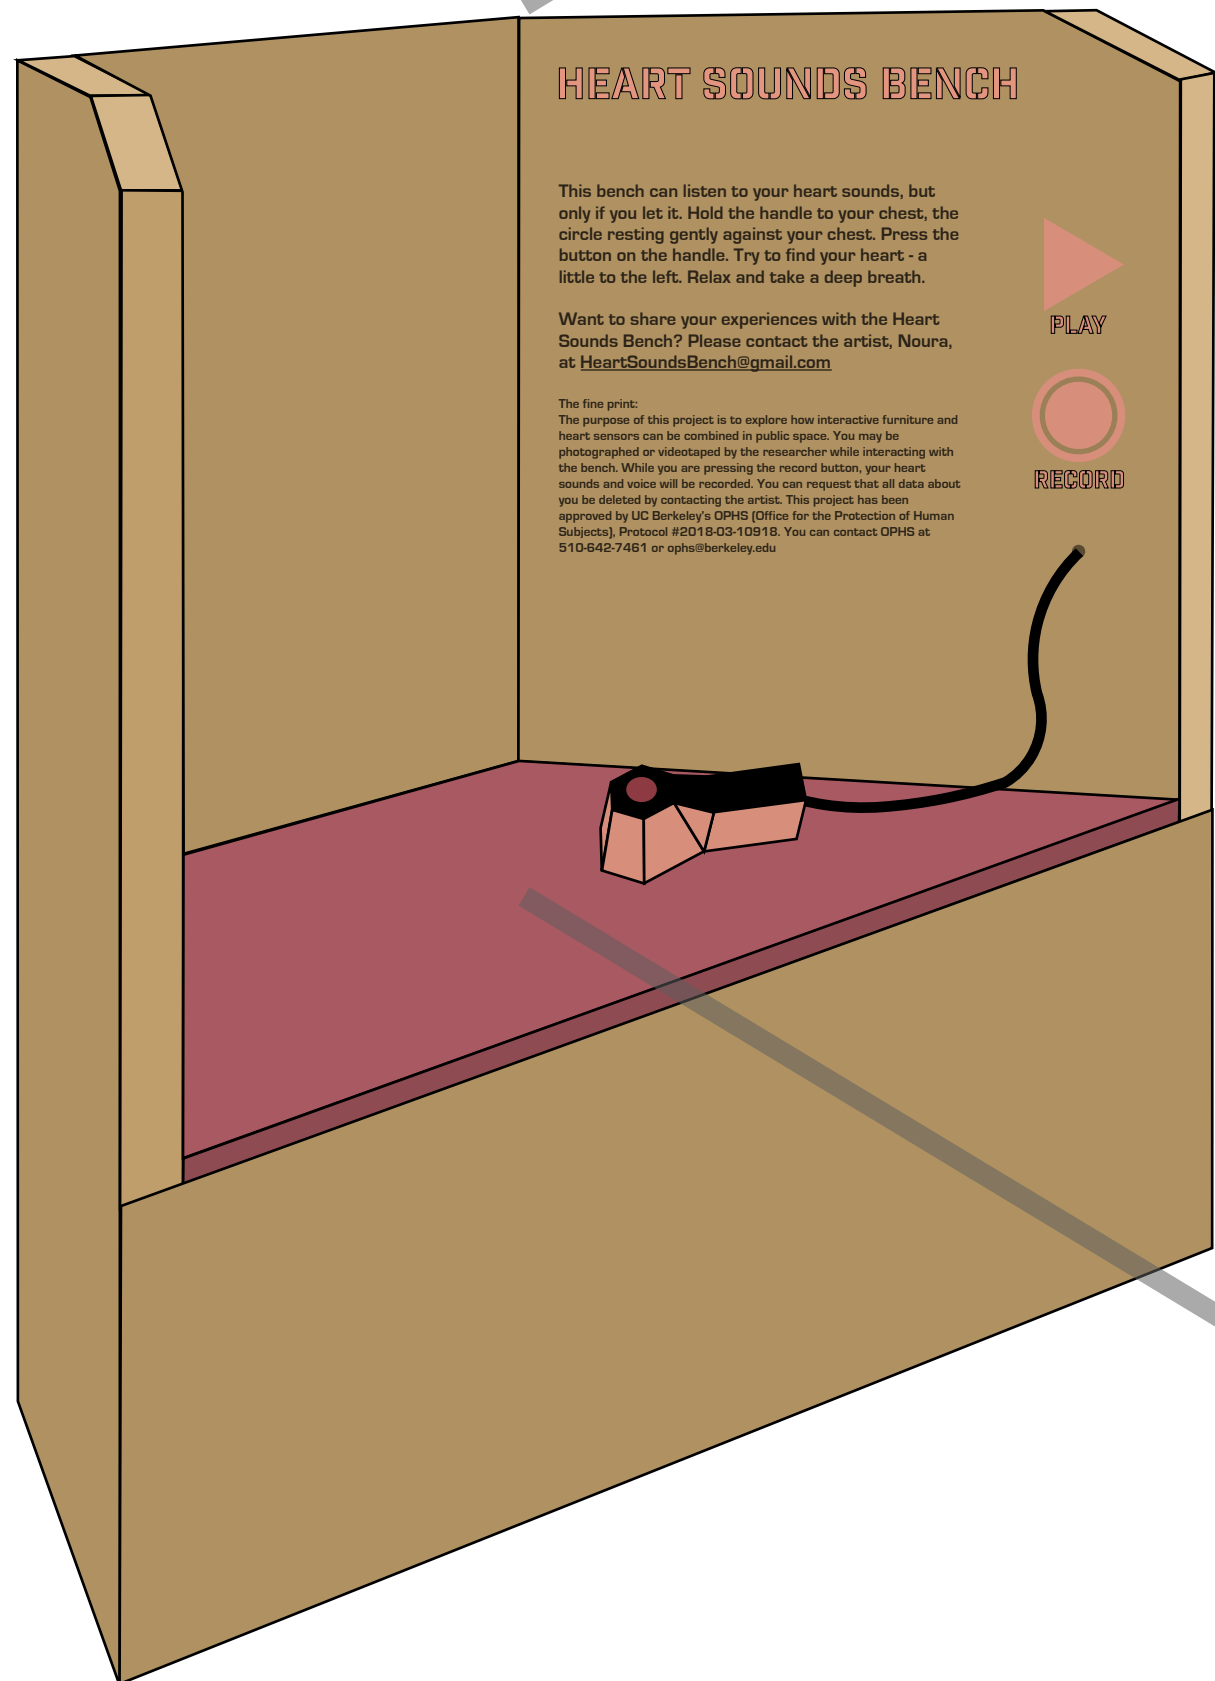 HEART SOUNDS BENCH
This bench can listen to your heart sounds, but
only if you let it. Hold the handle to your chest, the
circle resting gently against your chest. Press the
button on the handle. Try to find your heart - a
little to the left. Relax and take a deep breath.
Want to share your experiences with the Heart
Sounds Bench? Please contact the artist, Noura,
at HeartSoundsBench@gmail.com
The fine print:
The purpose of this project is to explore how interactive furniture and
heart sensors can be combined in public space. You may be
photographed or videotaped by the researcher while interacting with
the bench. While you are pressing the record button, your heart
sounds and voice will be recorded. You can request that all data about
you be deleted by contacting the artist. This project has been
approved by UC Berkeley's OPHS (Office for the Protection of Human
Subjects), Protocol #2018-03-10918. You can contact OPHS at
510-642-7461 or ophs@berkeley.edu
PLAY
RECORD